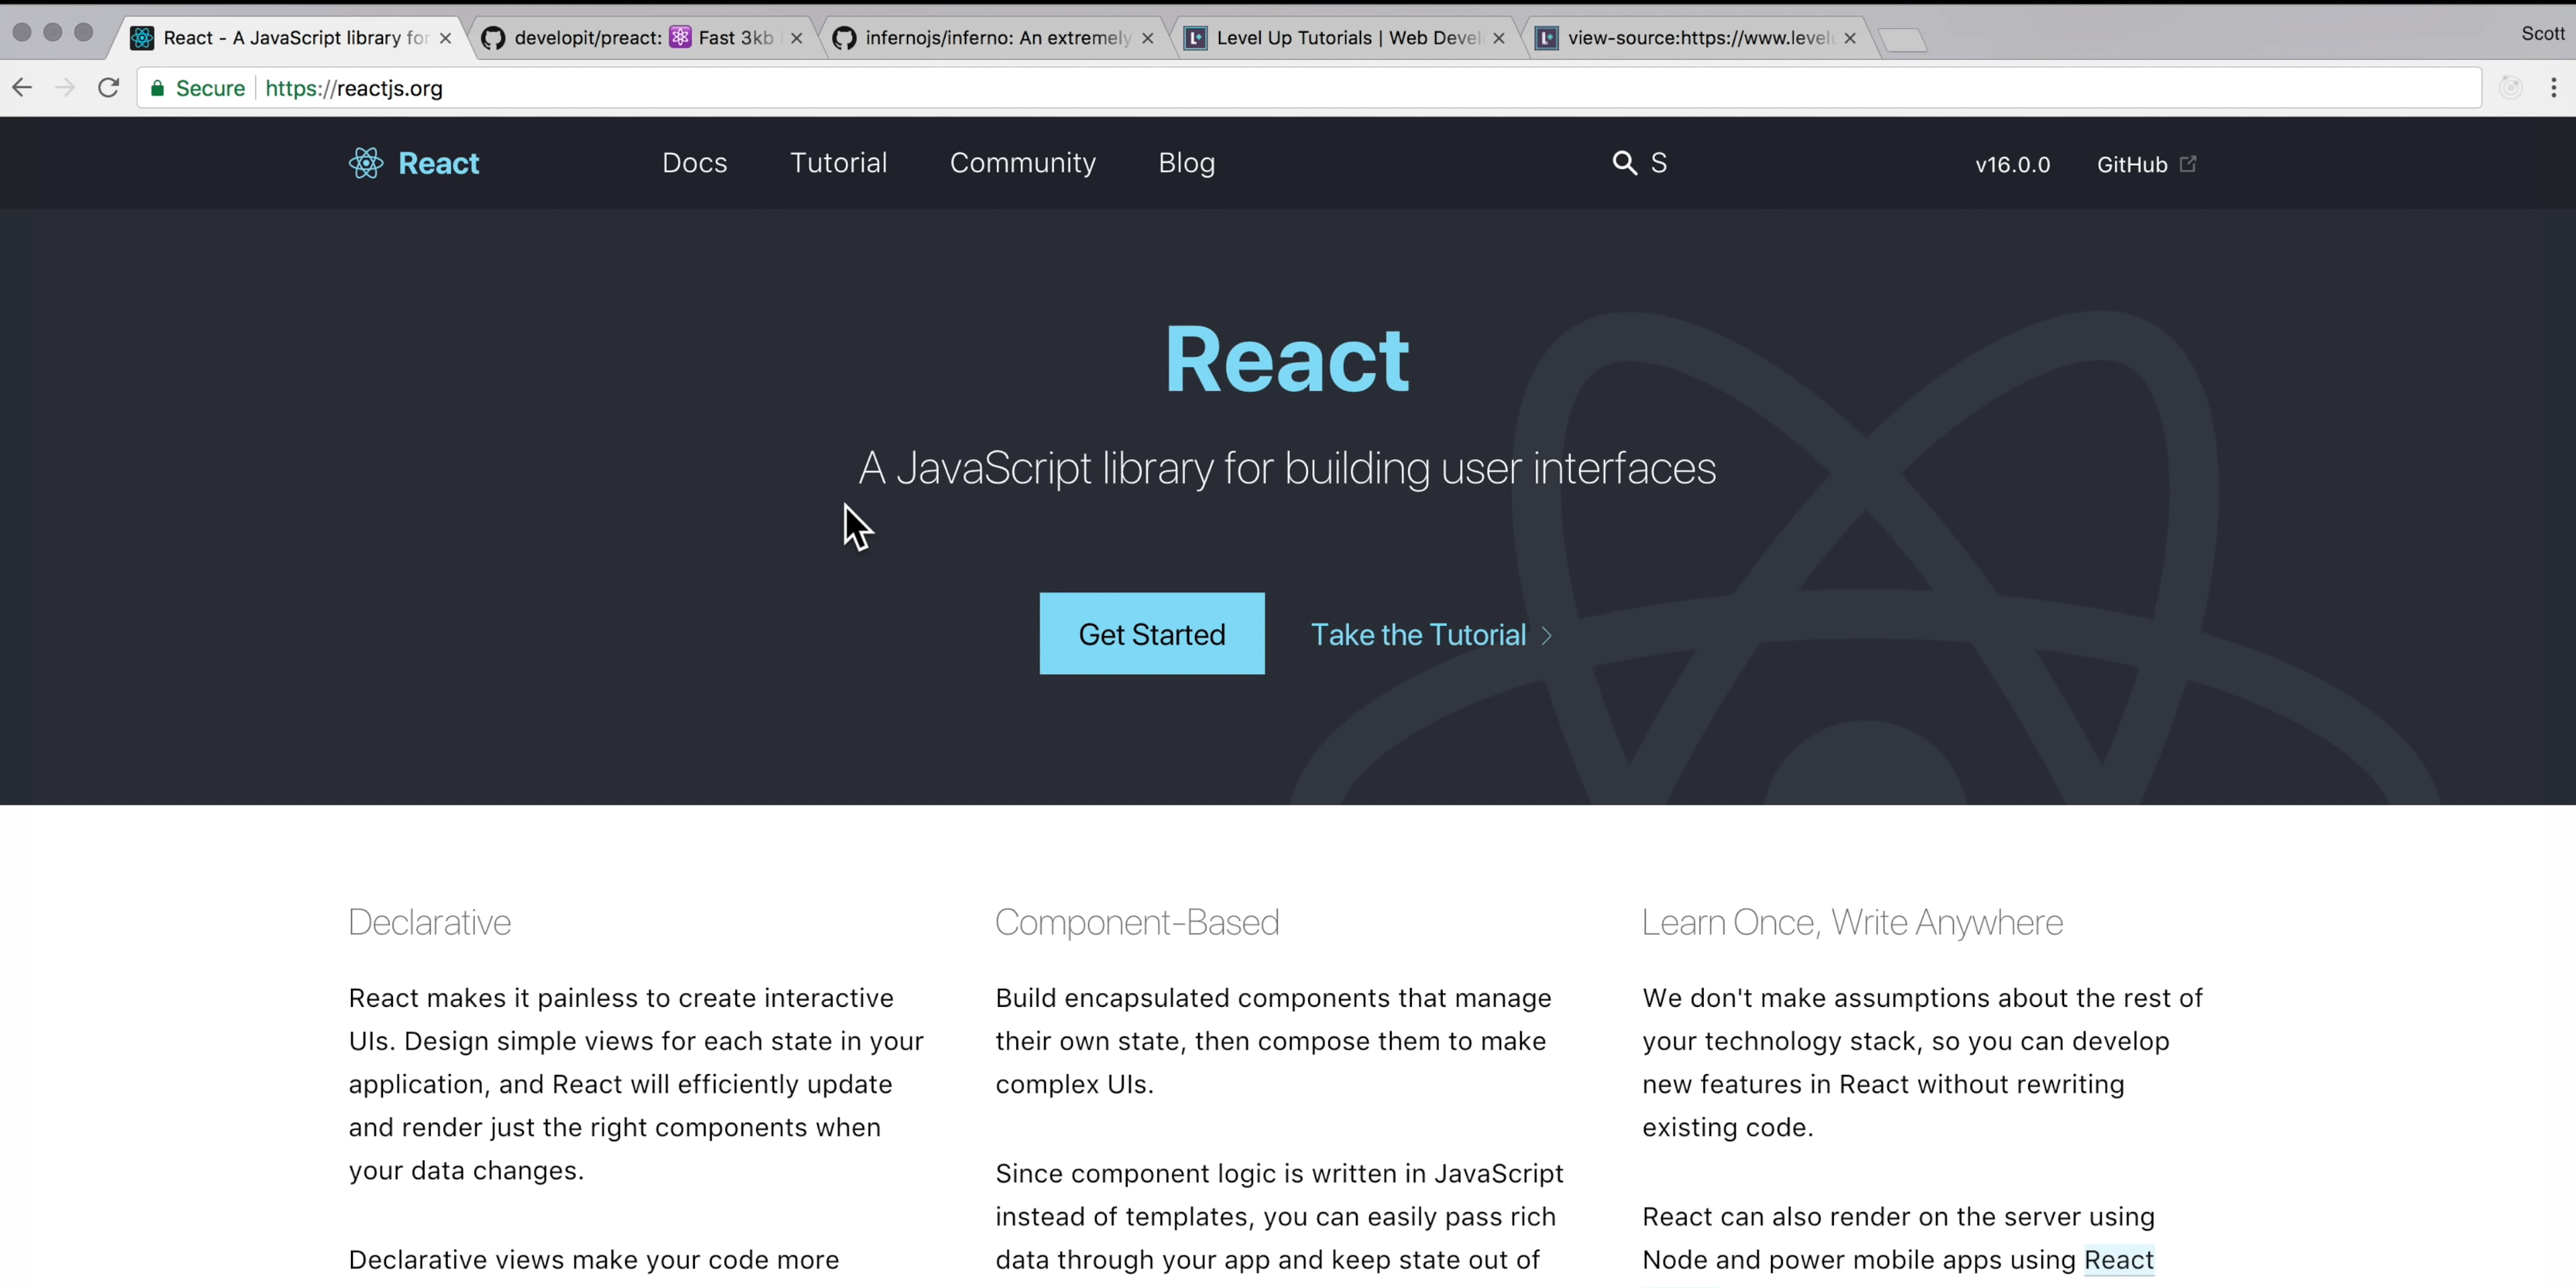 React - A JavaScript library for
developit/preact: Fast 3kb
infernojs/inferno: An extremely
Level Up Tutorials | Web Devel
view-source:https://www.level
Scott
Secure https://reactjs.org
React Docs Tutorial Community Blog S v16.0.0 GitHub
React
A JavaScript library for building user interfaces
Get Started Take the Tutorial
Declarative
React makes it painless to create interactive
UIs. Design simple views for each state in your
application, and React will efficiently update
and render just the right components when
your data changes.
Declarative views make your code more
Component-Based
Build encapsulated components that manage
their own state, then compose them to make
complex UIs.
Since component logic is written in JavaScript
instead of templates, you can easily pass rich
data through your app and keep state out of
Learn Once, Write Anywhere
We don't make assumptions about the rest of
your technology stack, so you can develop
new features in React without rewriting
existing code.
React can also render on the server using
Node and power mobile apps using React